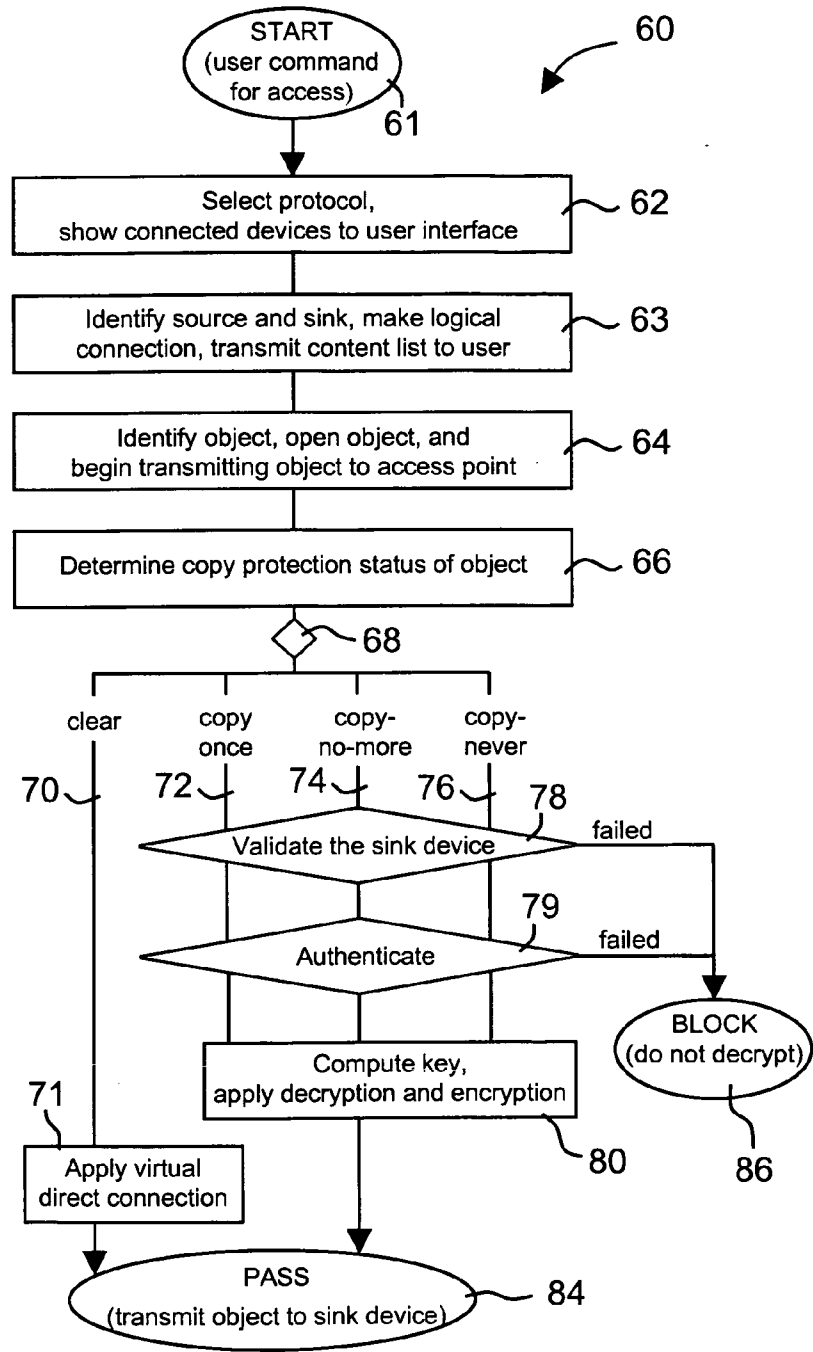 START
(user command
for access)
60
61
Select protocol,
show connected devices to user interface
62
Identify source and sink, make logical
connection, transmit content list to user
63
Identify object, open object, and
begin transmitting object to access point
64
Determine copy protection status of object
66
68
clear
copy
once
copy-
no-more
copy-
never
70
72
74
76
78
Validate the sink device
failed
79
Authenticate
failed
BLOCK
(do not decrypt)
86
Compute key,
apply decryption and encryption
80
71
Apply virtual
direct connection
PASS
(transmit object to sink device)
84